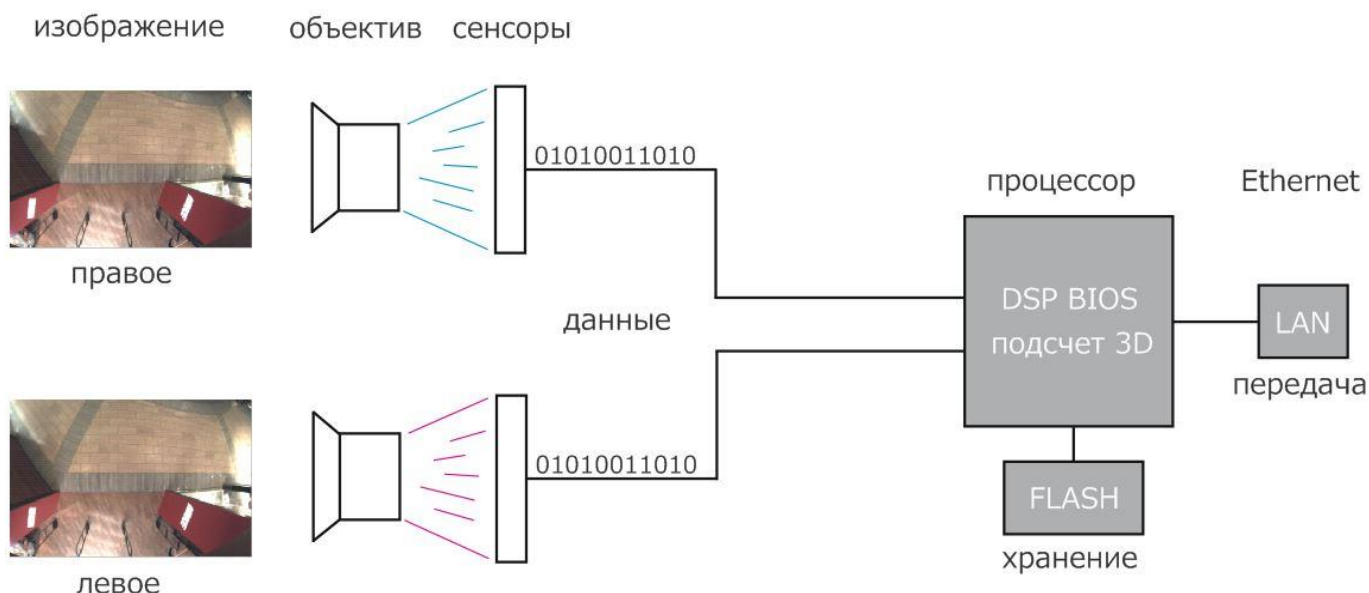 изображение
объектив
сенсоры
01010011010
правое
процессор
Ethernet
DSP BIOS
подсчет 3D
LAN
данные
передача
01010011010
FLASH
хранение
левое